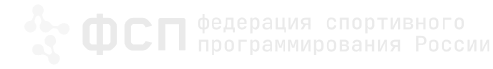 ФСП
федерация спортивного
программирования России